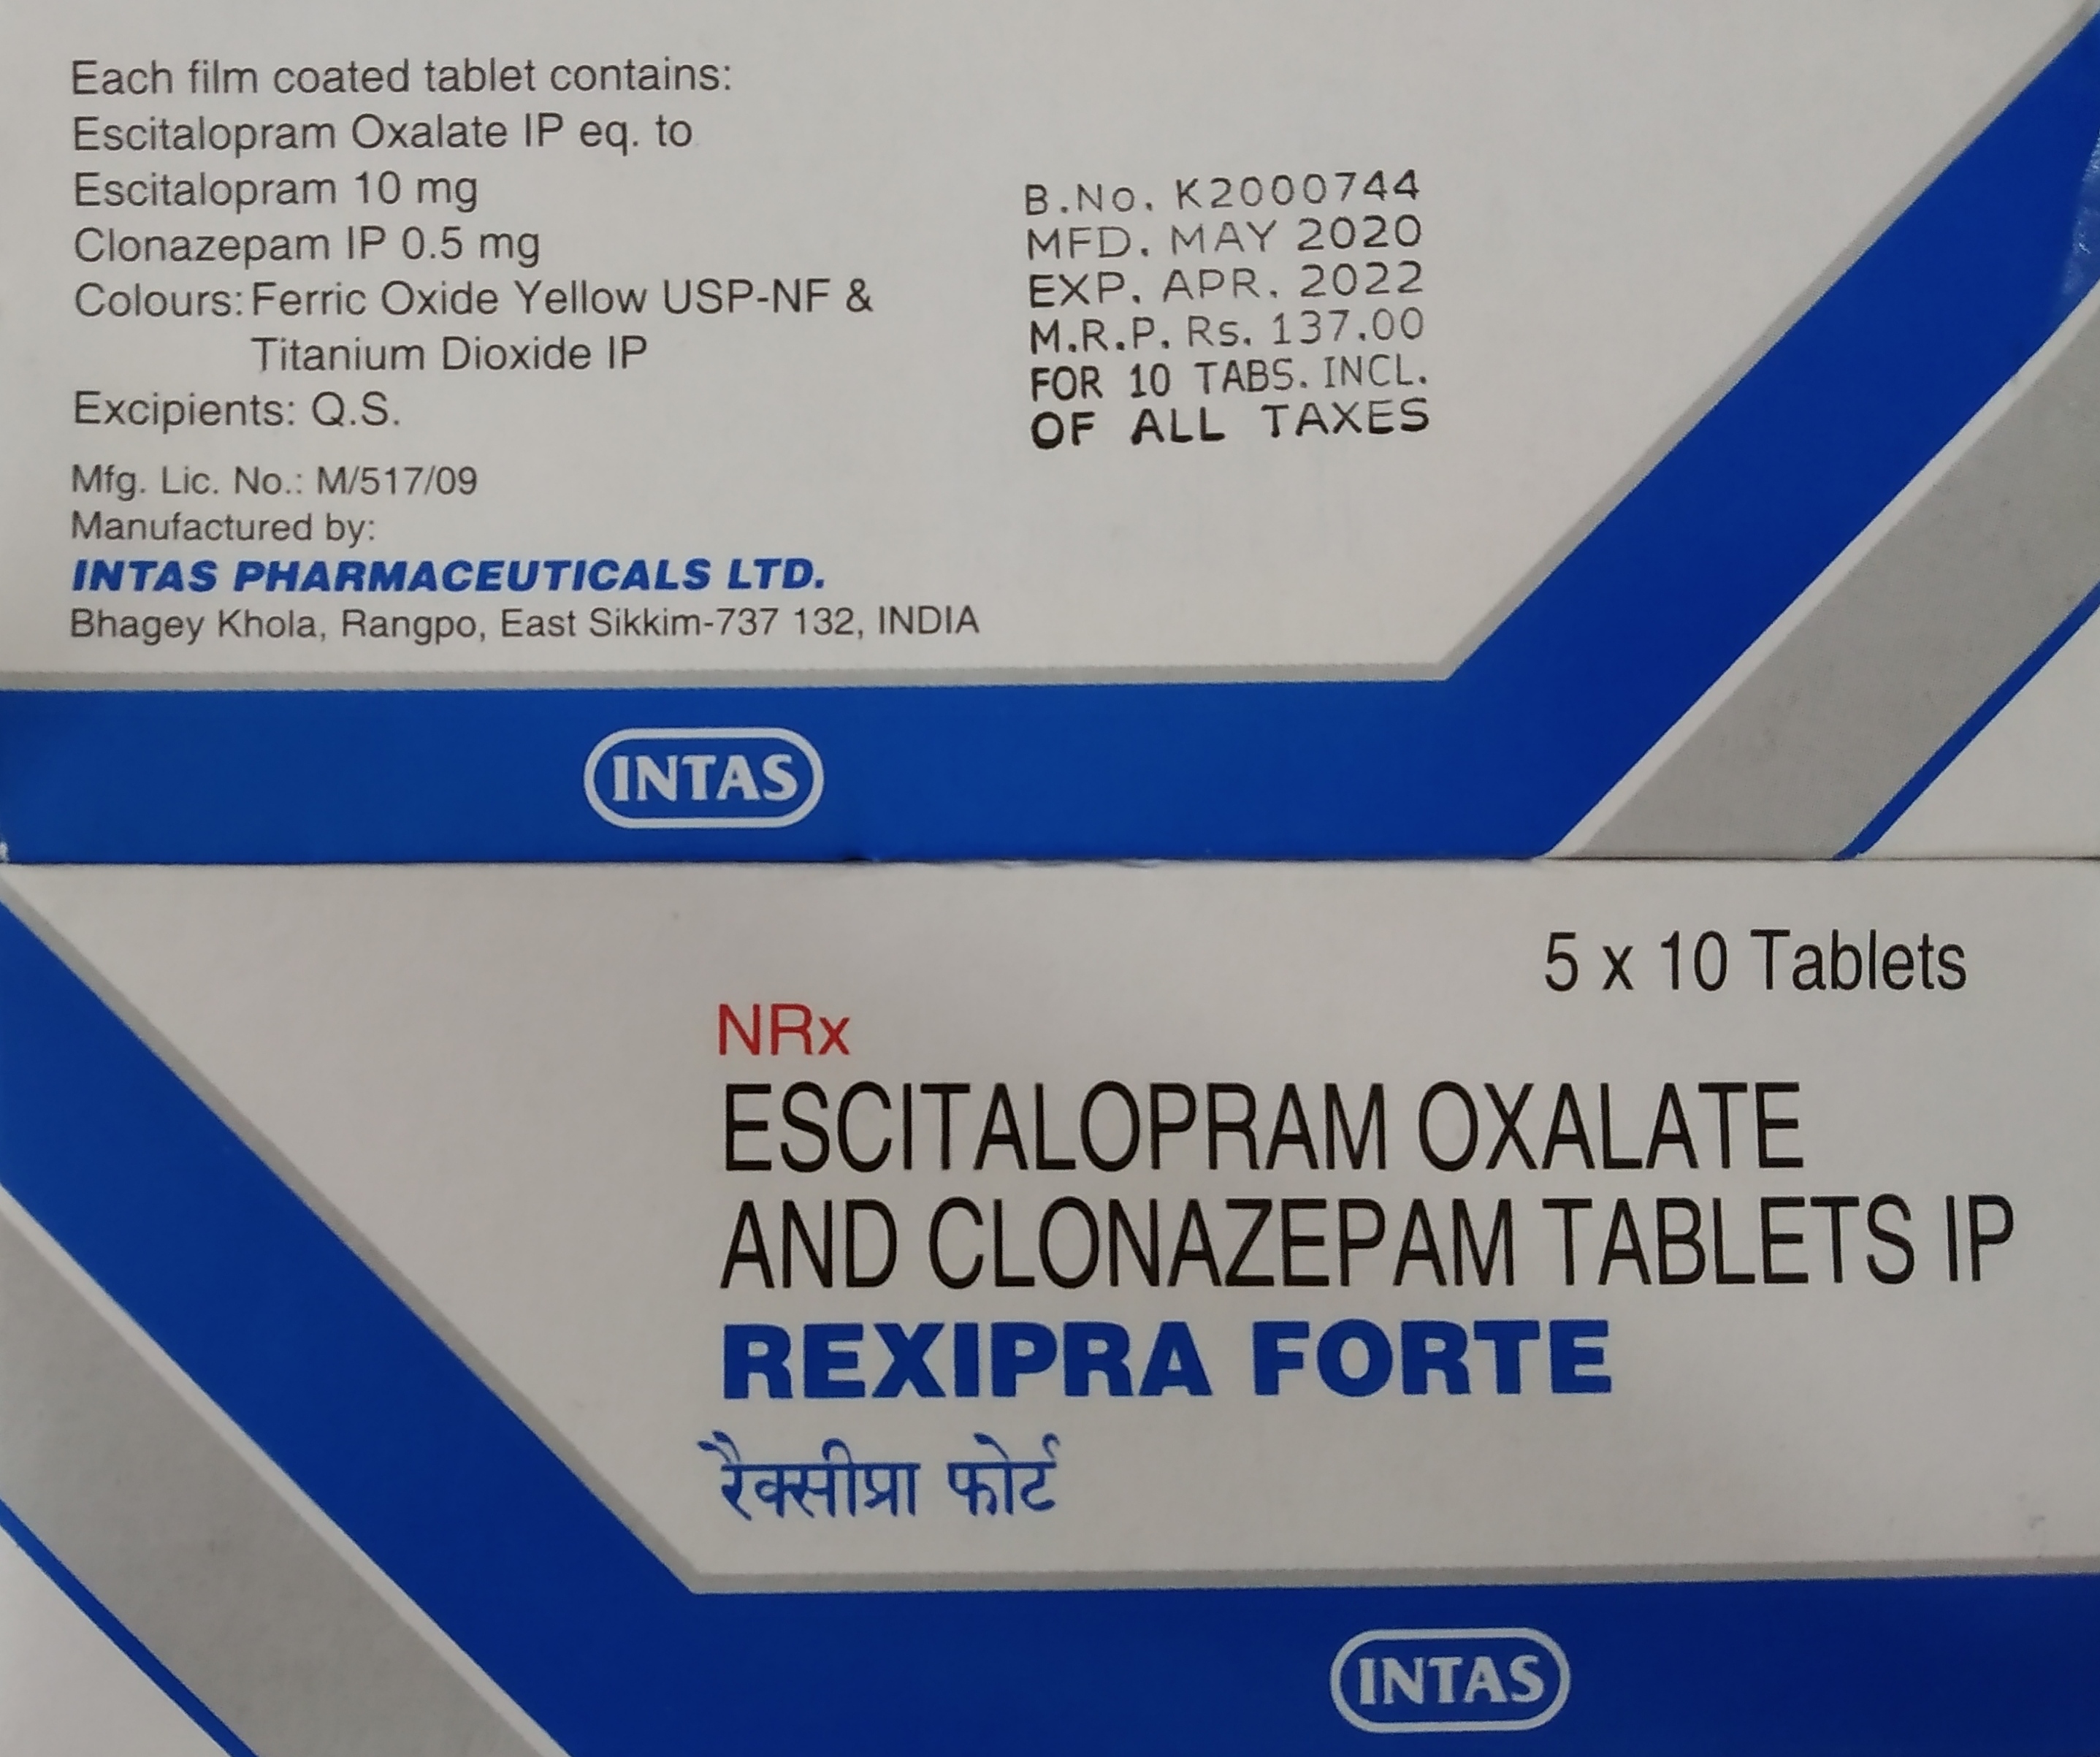 Each film coated tablet contains:
Escitalopram Oxalate IP eq. to
Escitalopram 10 mg
Clonazepam IP 0.5 mg
Colours: Ferric Oxide Yellow USP-NF &
Titanium Dioxide IP
Excipients: Q.S.
Mfg. Lic. No.: M/517/09
Manufactured by:
INTAS PHARMACEUTICALS LTD.
Bhagey Khola, Rangpo, East Sikkim-737 132, INDIA
B.No. K2000744
MFD. MAY 2020
EXP. APR. 2022
M.R.P. Rs. 137.00
FOR 10 TABS. INCL.
OF ALL TAXES
INTAS
5 x 10 Tablets
NRx
ESCITALOPRAM OXALATE
AND CLONAZEPAM TABLETS IP
REXIPRA FORTE
रैक्सीप्रा फोर्ट
INTAS